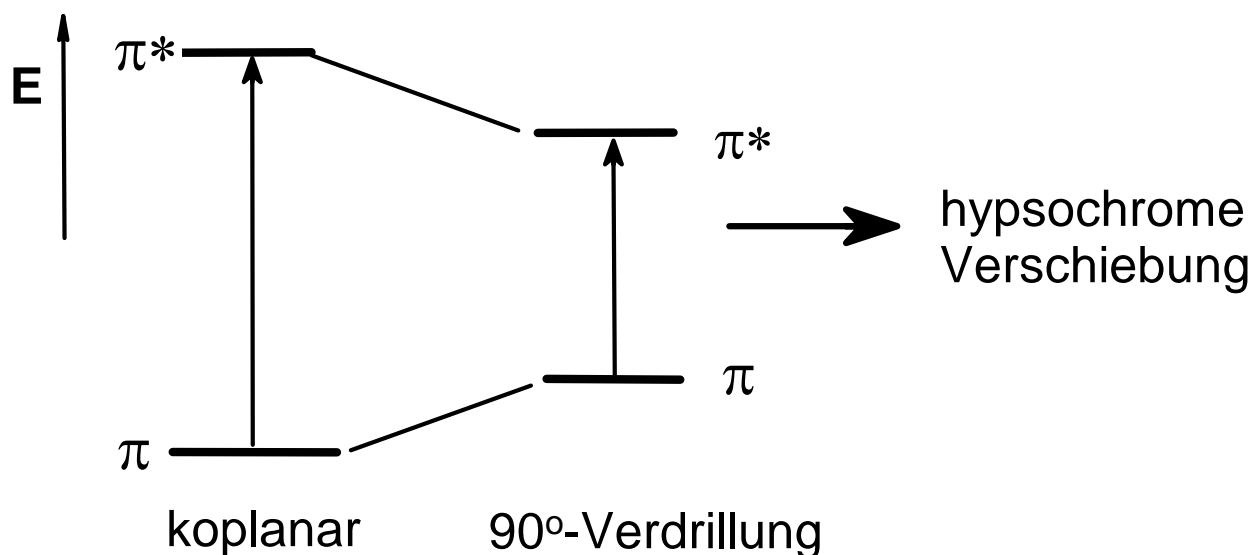 π*
E
π*
hypsochrome
Verschiebung
π
π
koplanar
90º-Verdrillung